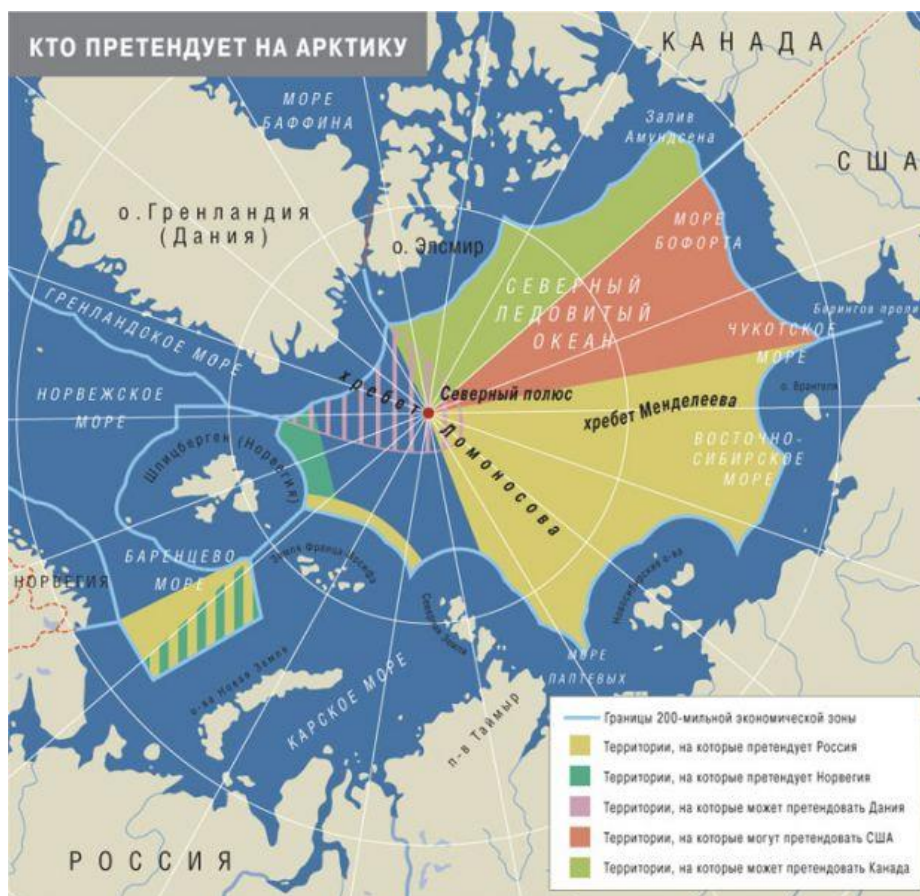 КТО ПРЕТЕНДУЕТ НА АРКТИКУ
КАНАДА
МОРЕ
БАФФИНА
Залив
Амундсена
США
о. Гренландия
(Дания)
о. Элсмир
МОРЕ
БОФОРТА
СЕВЕРНЫЙ
ЛЕДОВИТЫЙ
ОКЕАН
Берингов проли
ЧУКОТСКОЕ
МОРЕ
ГРЕНЛАНДСКОЕ МОРЕ
хребет
Северный полюс
о. Врангеля
НОРВЕЖСКОЕ
МОРЕ
хребет Менделеева
Ломоносова
ВОСТОЧНО-
СИБИРСКОЕ
МОРЕ
Шпицберген (Норвегия)
БАРЕНЦЕВО
МОРЕ
Земля Франца-Иосифа
НОРВЕГИЯ
Новосибирские о-ва
Северная Земля
МОРЕ
ЛАПТЕВЫХ
о-ва Новая Земля
КАРСКОЕ МОРЕ
п-в Таймыр
РОССИЯ
Границы 200-мильной экономической зоны
Территории, на которые претендует Россия
Территории, на которые претендует Норвегия
Территории, на которые может претендовать Дания
Территории, на которые могут претендовать США
Территории, на которые может претендовать Канада